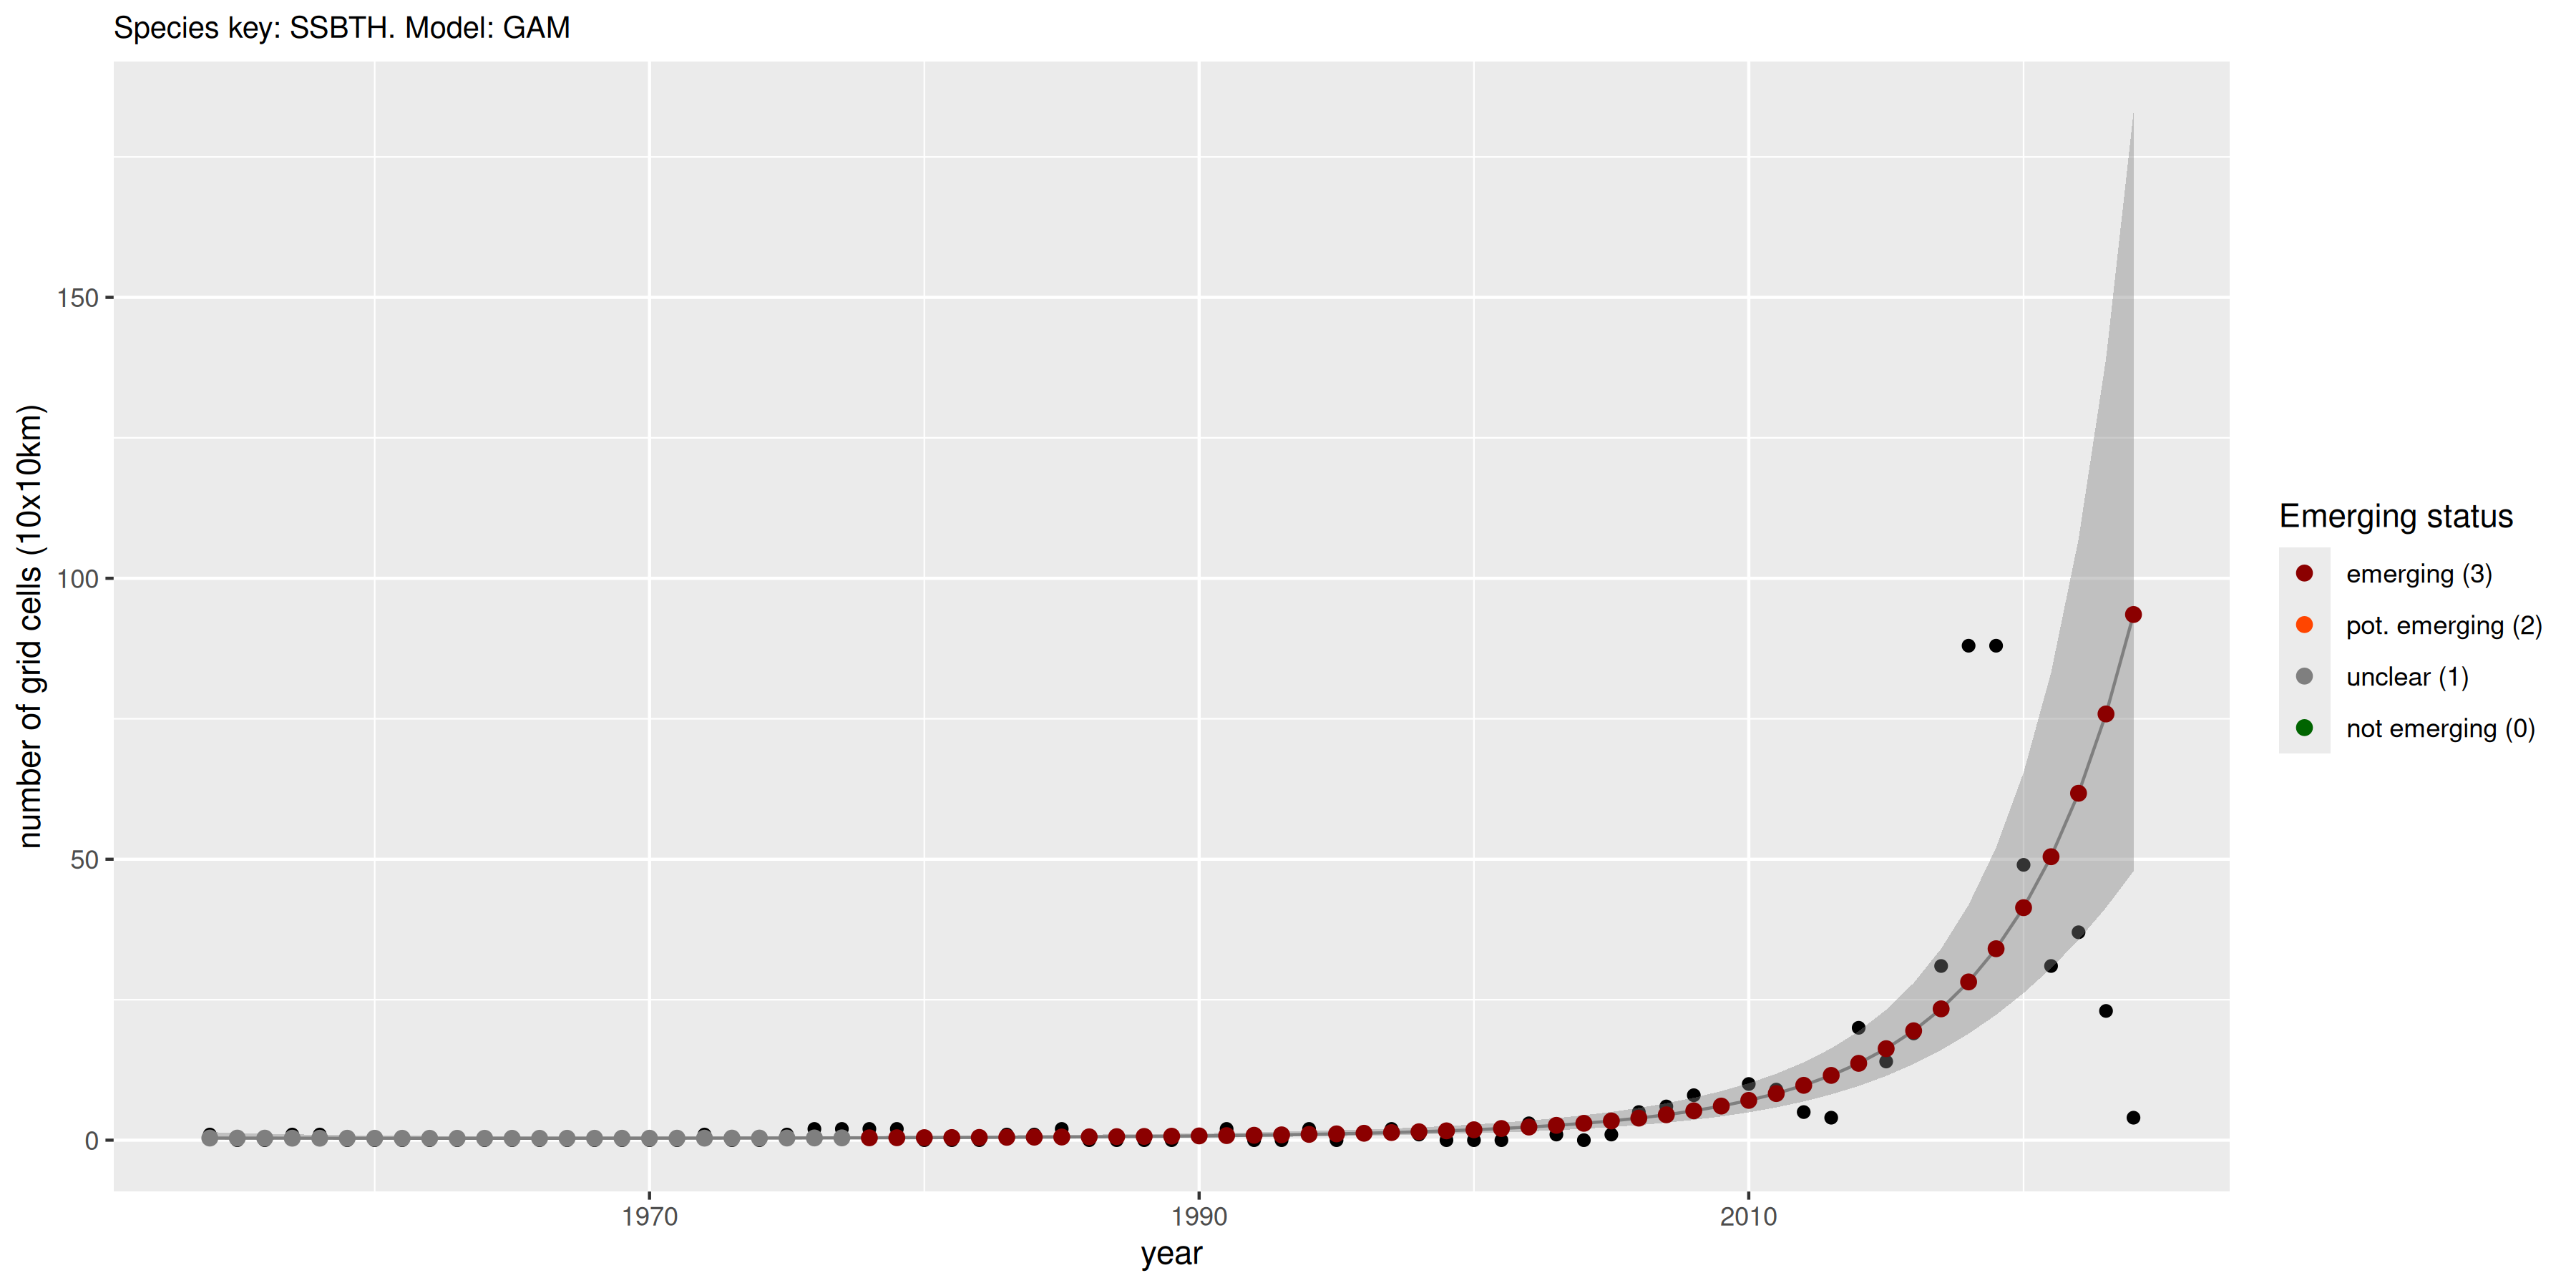 Species key: SSBTH. Model: GAM
number of grid cells (10x10km)
150
100
50
0
1970
1990
2010
year
Emerging status
emerging (3)
pot. emerging (2)
unclear (1)
not emerging (0)